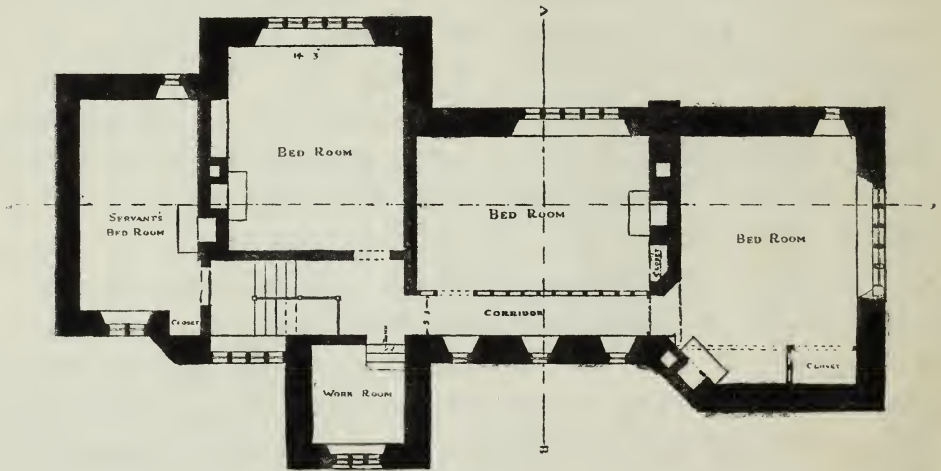 A
14 3
BED ROOM
SERVANT'S
BED ROOM
BED ROOM
BED ROOM
CLOSET
CLOSET
CORRIDOR
CLOSET
WORK ROOM
B